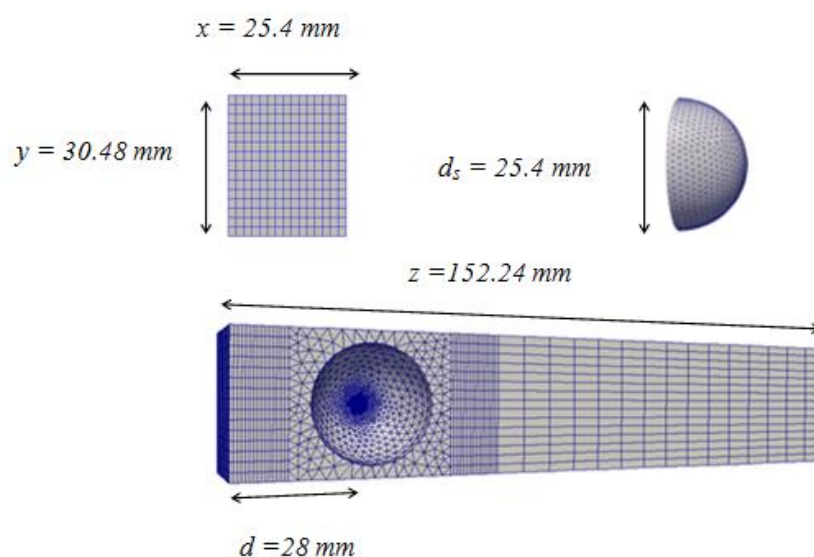 x = 25.4 mm
y = 30.48 mm
d_s = 25.4 mm
z =152.24 mm
d =28 mm